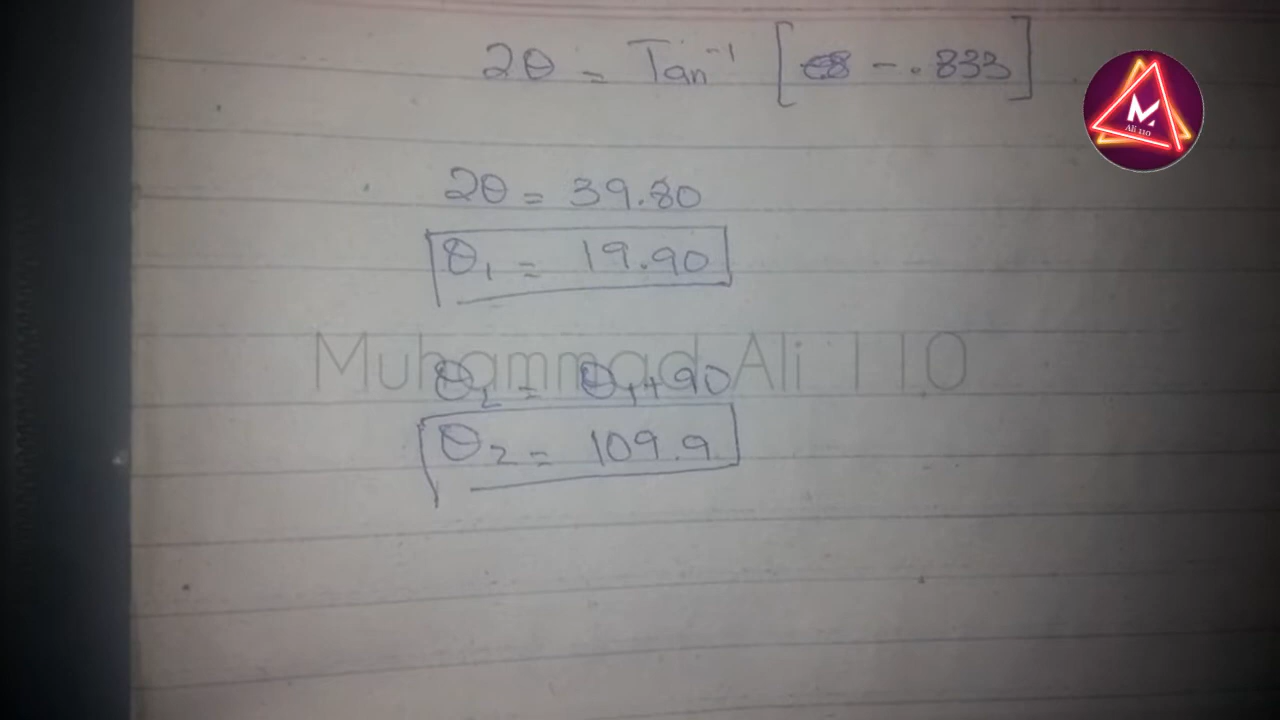 2θ = Tan⁻¹ [ - .833]
M
Ali 110
2θ = 39.80
θ₁ = 19.90
Muhammad Ali 110
θ₂ = θ₁+90
θ₂ = 109.9